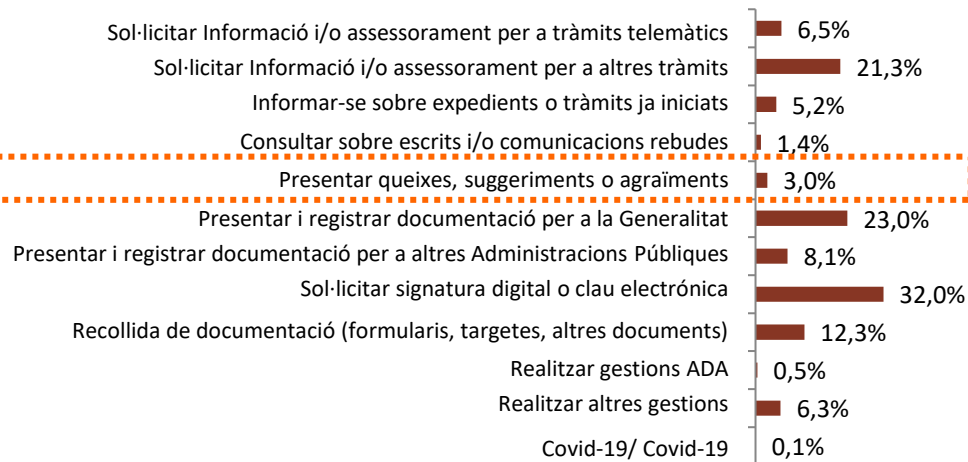 Sol·licitar Informació i/o assessorament per a tràmits telemàtics 6,5%
Sol·licitar Informació i/o assessorament per a altres tràmits 21,3%
Informar-se sobre expedients o tràmits ja iniciats 5,2%
Consultar sobre escrits i/o comunicacions rebudes 1,4%
Presentar queixes, suggeriments o agraïments 3,0%
Presentar i registrar documentació per a la Generalitat 23,0%
Presentar i registrar documentació per a altres Administracions Públiques 8,1%
Sol·licitar signatura digital o clau electrónica 32,0%
Recollida de documentació (formularis, targetes, altres documents) 12,3%
Realitzar gestions ADA 0,5%
Realitzar altres gestions 6,3%
Covid-19/ Covid-19 0,1%